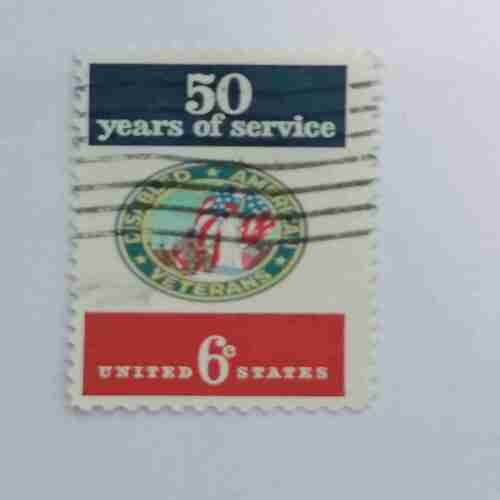 50
years of service
DISABLED ★ AMERICAN
★ VETERANS ★
UNITED 6c STATES